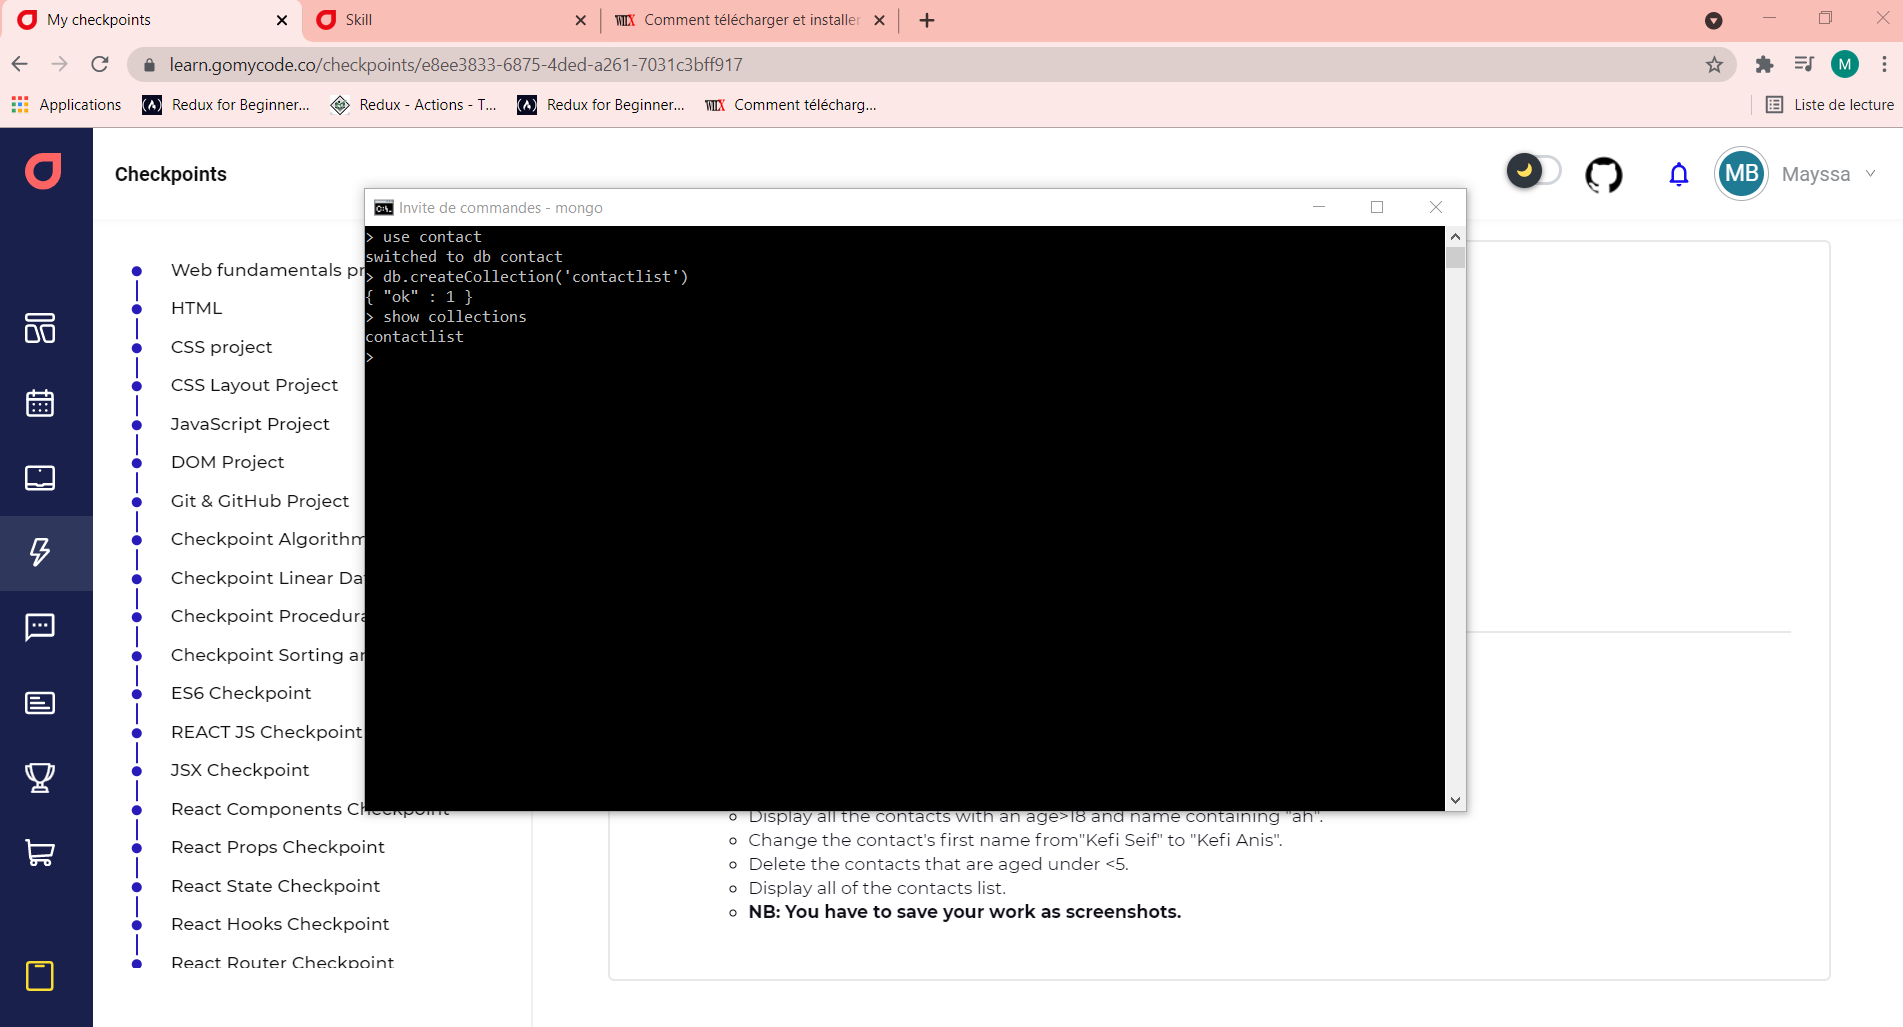 My checkpoints
Skill
Comment télécharger et installer
learn.gomycode.co/checkpoints/e8ee3833-6875-4ded-a261-7031c3bff917
M
Applications
Redux for Beginner...
Redux - Actions - T...
Redux for Beginner...
Comment télécharg...
Liste de lecture
Checkpoints
MB
Mayssa
Invite de commandes - mongo
> use contact
switched to db contact
> db.createCollection('contactlist')
{ "ok" : 1 }
> show collections
contactlist
>
Web fundamentals pr
HTML
CSS project
CSS Layout Project
JavaScript Project
DOM Project
Git & GitHub Project
Checkpoint Algorithm
Checkpoint Linear Da
Checkpoint Procedura
Checkpoint Sorting ar
ES6 Checkpoint
REACT JS Checkpoint
JSX Checkpoint
React Components Checkpoint
React Props Checkpoint
React State Checkpoint
React Hooks Checkpoint
React Router Checkpoint
Display all the contacts with an age>18 and name containing "ah".
Change the contact's first name from"Kefi Seif" to "Kefi Anis".
Delete the contacts that are aged under <5.
Display all of the contacts list.
NB: You have to save your work as screenshots.